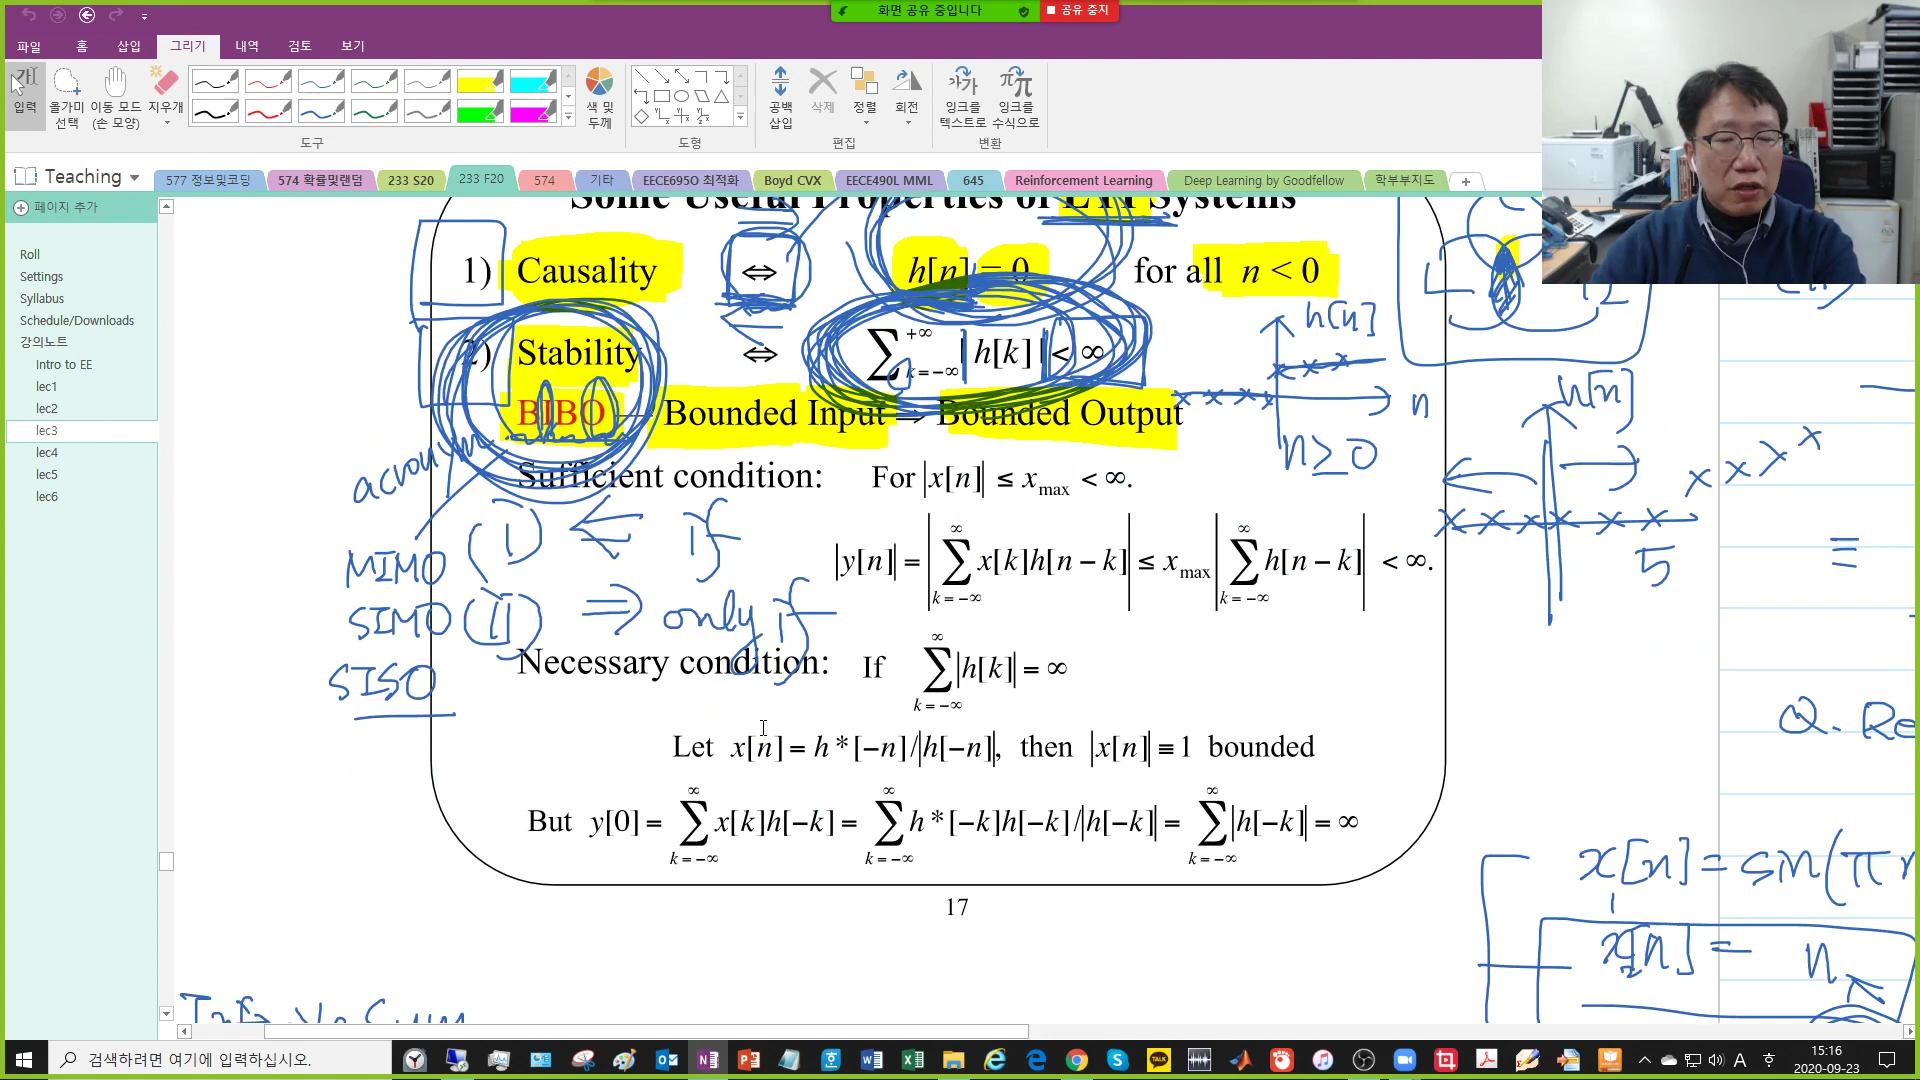 화면 공유 중입니다 공유 중지
파일 홈 삽입 그리기 내역 검토 보기
입력 올가미 선택 이동 모드 (손 모양) 지우개 색 및 두께 공백 삽입 삭제 정렬 회전 잉크를 텍스트로 잉크를 수식으로
도구 도형 편집 변환
Teaching 577 정보및코딩 574 확률및랜덤 233 S20 233 F20 574 기타 EECE695O 최적화 Boyd CVX EECE490L MML 645 Reinforcement Learning Deep Learning by Goodfellow 학부부지도
페이지 추가
Roll
Settings
Syllabus
Schedule/Downloads
강의노트
Intro to EE
lec1
lec2
lec3
lec4
lec5
lec6
Some Useful Properties of LTI Systems
1) Causality ⇔ h[n] = 0 for all n < 0
2) Stability ⇔ ∑_{k=−∞}^{+∞} |h[k]| < ∞
BIBO — Bounded Input ⇒ Bounded Output
Sufficient condition: For |x[n]| ≤ x_max < ∞.
|y[n]| = |∑_{k=−∞}^{∞} x[k]h[n − k]| ≤ x_max |∑_{k=−∞}^{∞} h[n − k]| < ∞.
Necessary condition: If ∑_{k=−∞}^{∞} |h[k]| = ∞
Let x[n] = h*[−n]/|h[−n]|, then |x[n]| ≡ 1 bounded
But y[0] = ∑_{k=−∞}^{∞} x[k]h[−k] = ∑_{k=−∞}^{∞} h*[−k]h[−k]/|h[−k]| = ∑_{k=−∞}^{∞} |h[−k]| = ∞
17
acronym
MIMO
SIMO
SISO
(I) ⇐ if
(II) ⇒ only if
h[n]
n
n ≥ 0
h[n]
5
≡
Q. Re
x[n] = sin(π
x[n] = n
검색하려면 여기에 입력하십시오.
TALK
A
15:16
2020-09-23